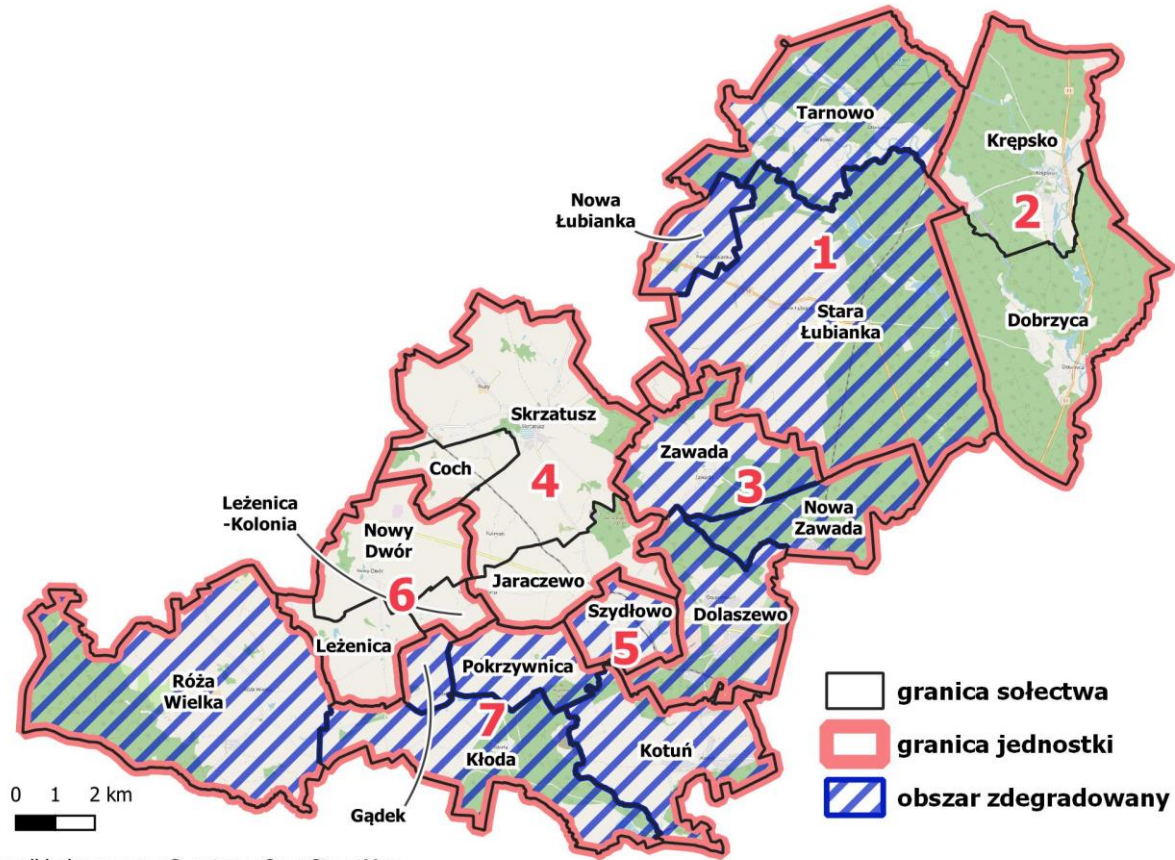 Tarnowo
Krępsko
Nowa
Łubianka
2
1
Stara
Łubianka
Dobrzyca
Skrzatusz
Zawada
Coch
4
3
Leżenica
-Kolonia
Nowy
Dwór
Nowa
Zawada
Jaraczewo
6
Szydłowo
Dolaszewo
5
Leżenica
Pokrzywnica
Róża
Wielka
7
Kłoda
Kotuń
Gądek
granica sołectwa
granica jednostki
obszar zdegradowany
0 1 2 km